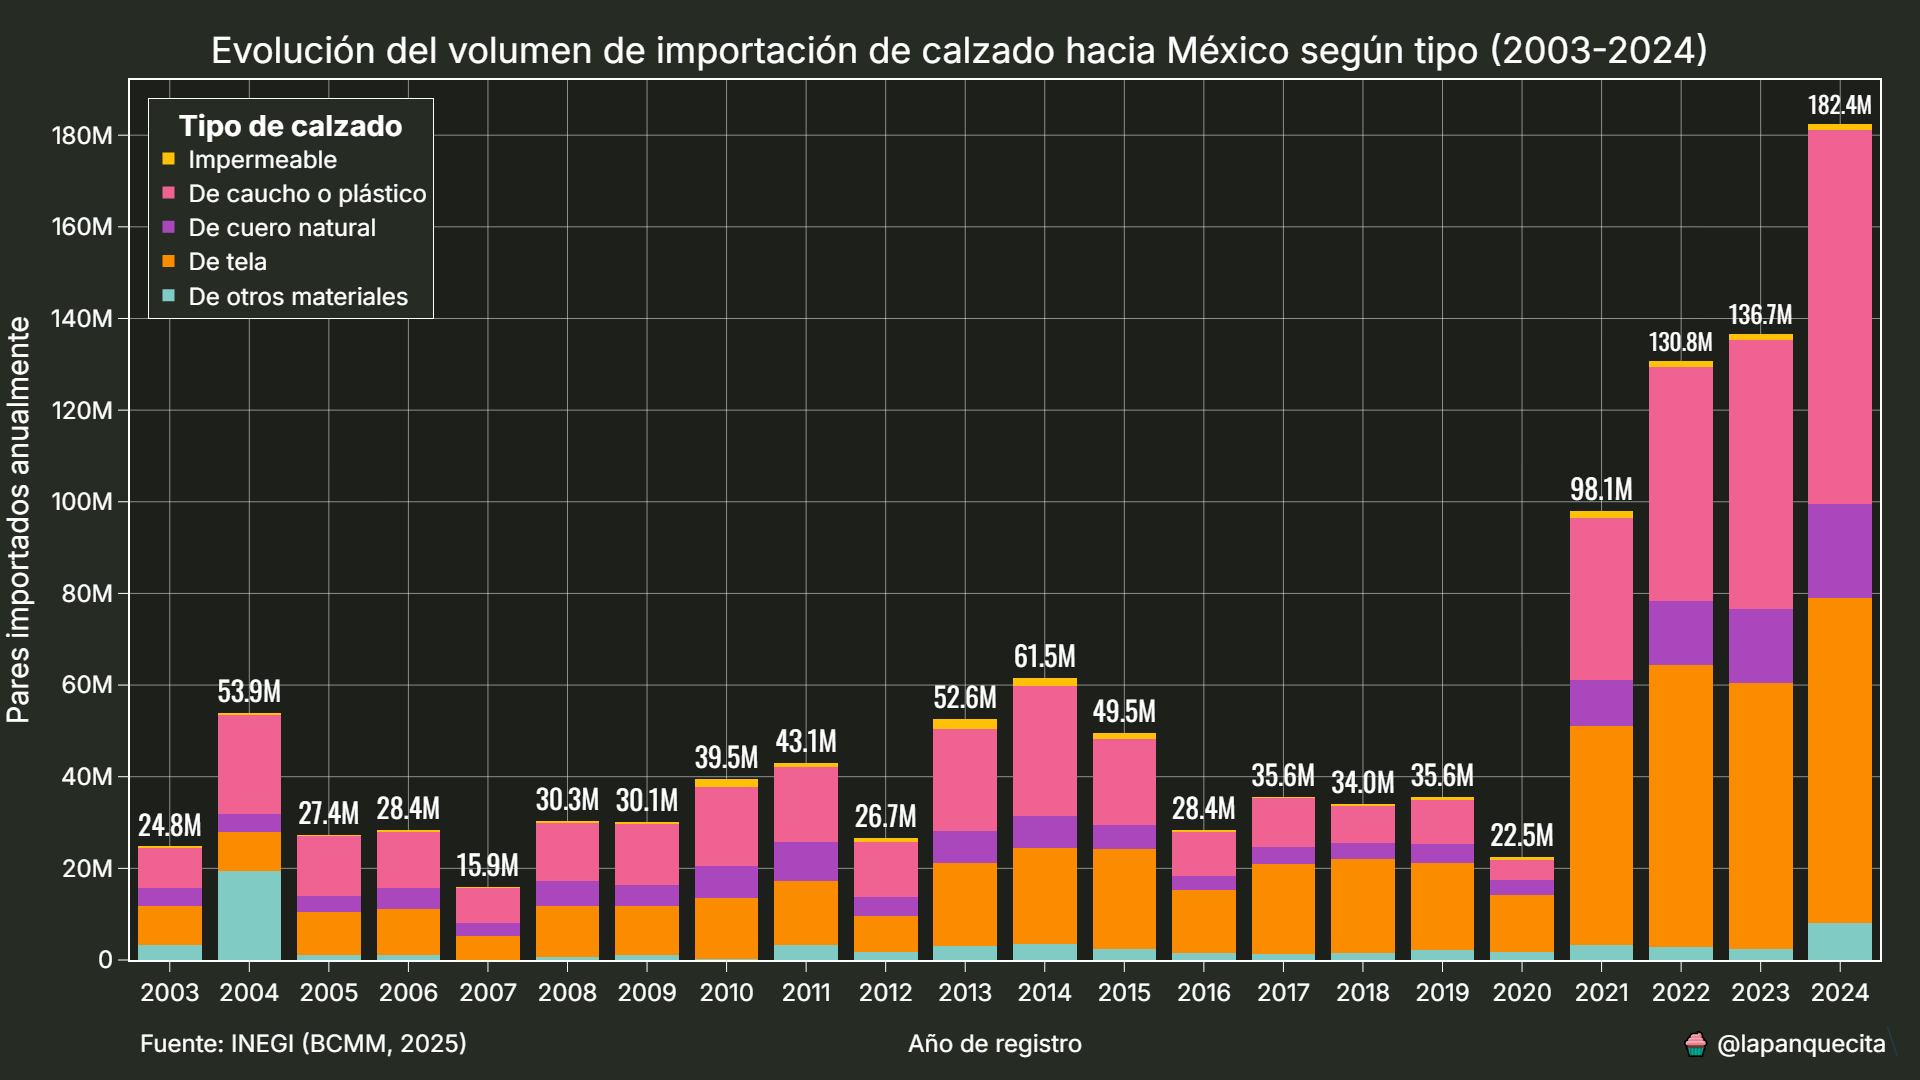 Evolución del volumen de importación de calzado hacia México según tipo (2003-2024)
Tipo de calzado
Impermeable
De caucho o plástico
De cuero natural
De tela
De otros materiales
Pares importados anualmente
180M
160M
140M
120M
100M
80M
60M
40M
20M
0
24.8M
53.9M
27.4M
28.4M
15.9M
30.3M
30.1M
39.5M
43.1M
26.7M
52.6M
61.5M
49.5M
28.4M
35.6M
34.0M
35.6M
22.5M
98.1M
130.8M
136.7M
182.4M
2003 2004 2005 2006 2007 2008 2009 2010 2011 2012 2013 2014 2015 2016 2017 2018 2019 2020 2021 2022 2023 2024
Fuente: INEGI (BCMM, 2025)
Año de registro
@lapanquecita